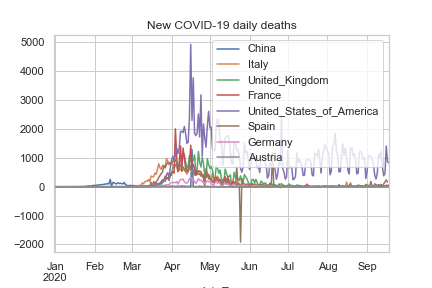 New COVID-19 daily deaths
5000
4000
3000
2000
1000
0
−1000
−2000
China
Italy
United_Kingdom
France
United_States_of_America
Spain
Germany
Austria
Jan Feb Mar Apr May Jun Jul Aug Sep
2020